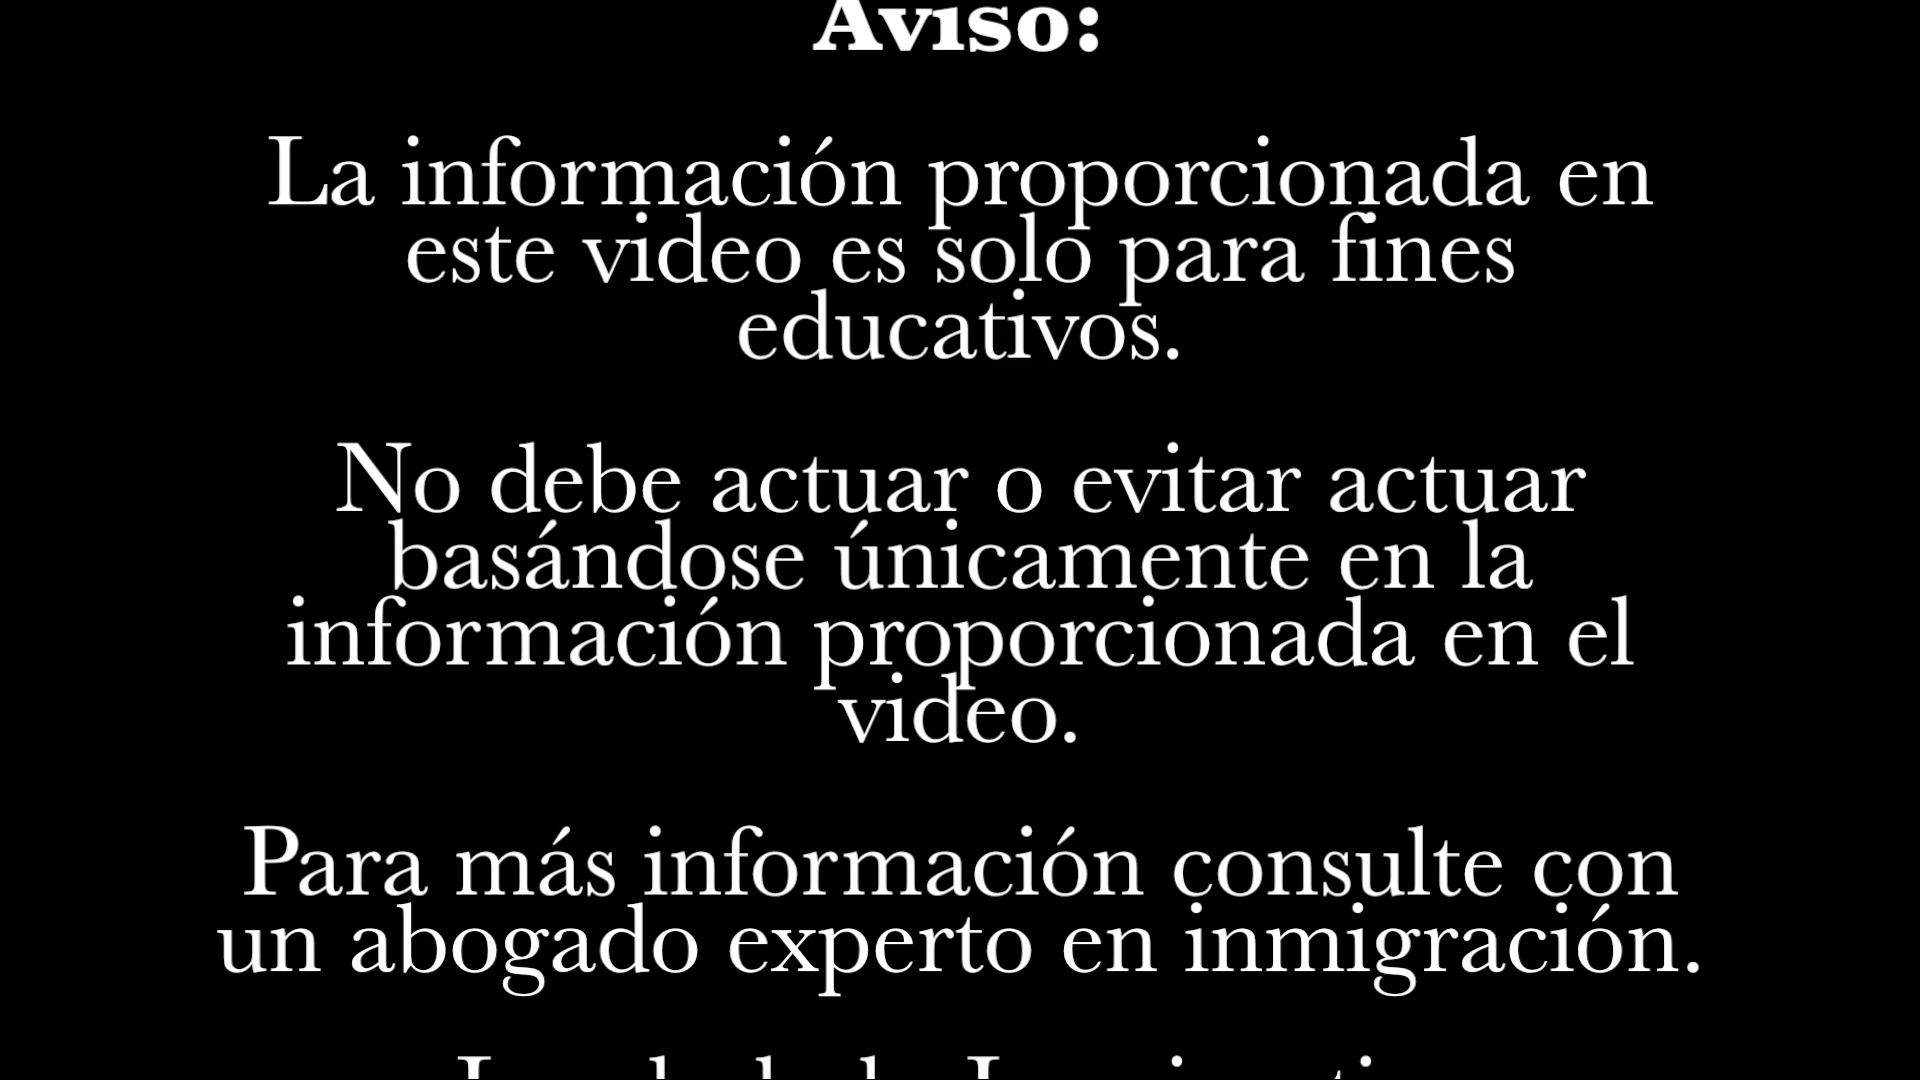 Aviso:
La información proporcionada en
este video es solo para fines
educativos.
No debe actuar o evitar actuar
basándose únicamente en la
información proporcionada en el
video.
Para más información consulte con
un abogado experto en inmigración.